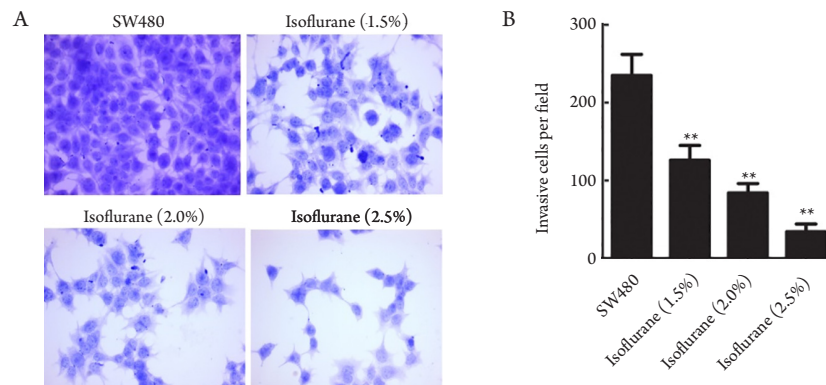 A
SW480
Isoflurane (1.5%)
Isoflurane (2.0%)
Isoflurane (2.5%)
B
Invasive cells per field
300
200
100
0
**
**
**
SW480
Isoflurane (1.5%)
Isoflurane (2.0%)
Isoflurane (2.5%)